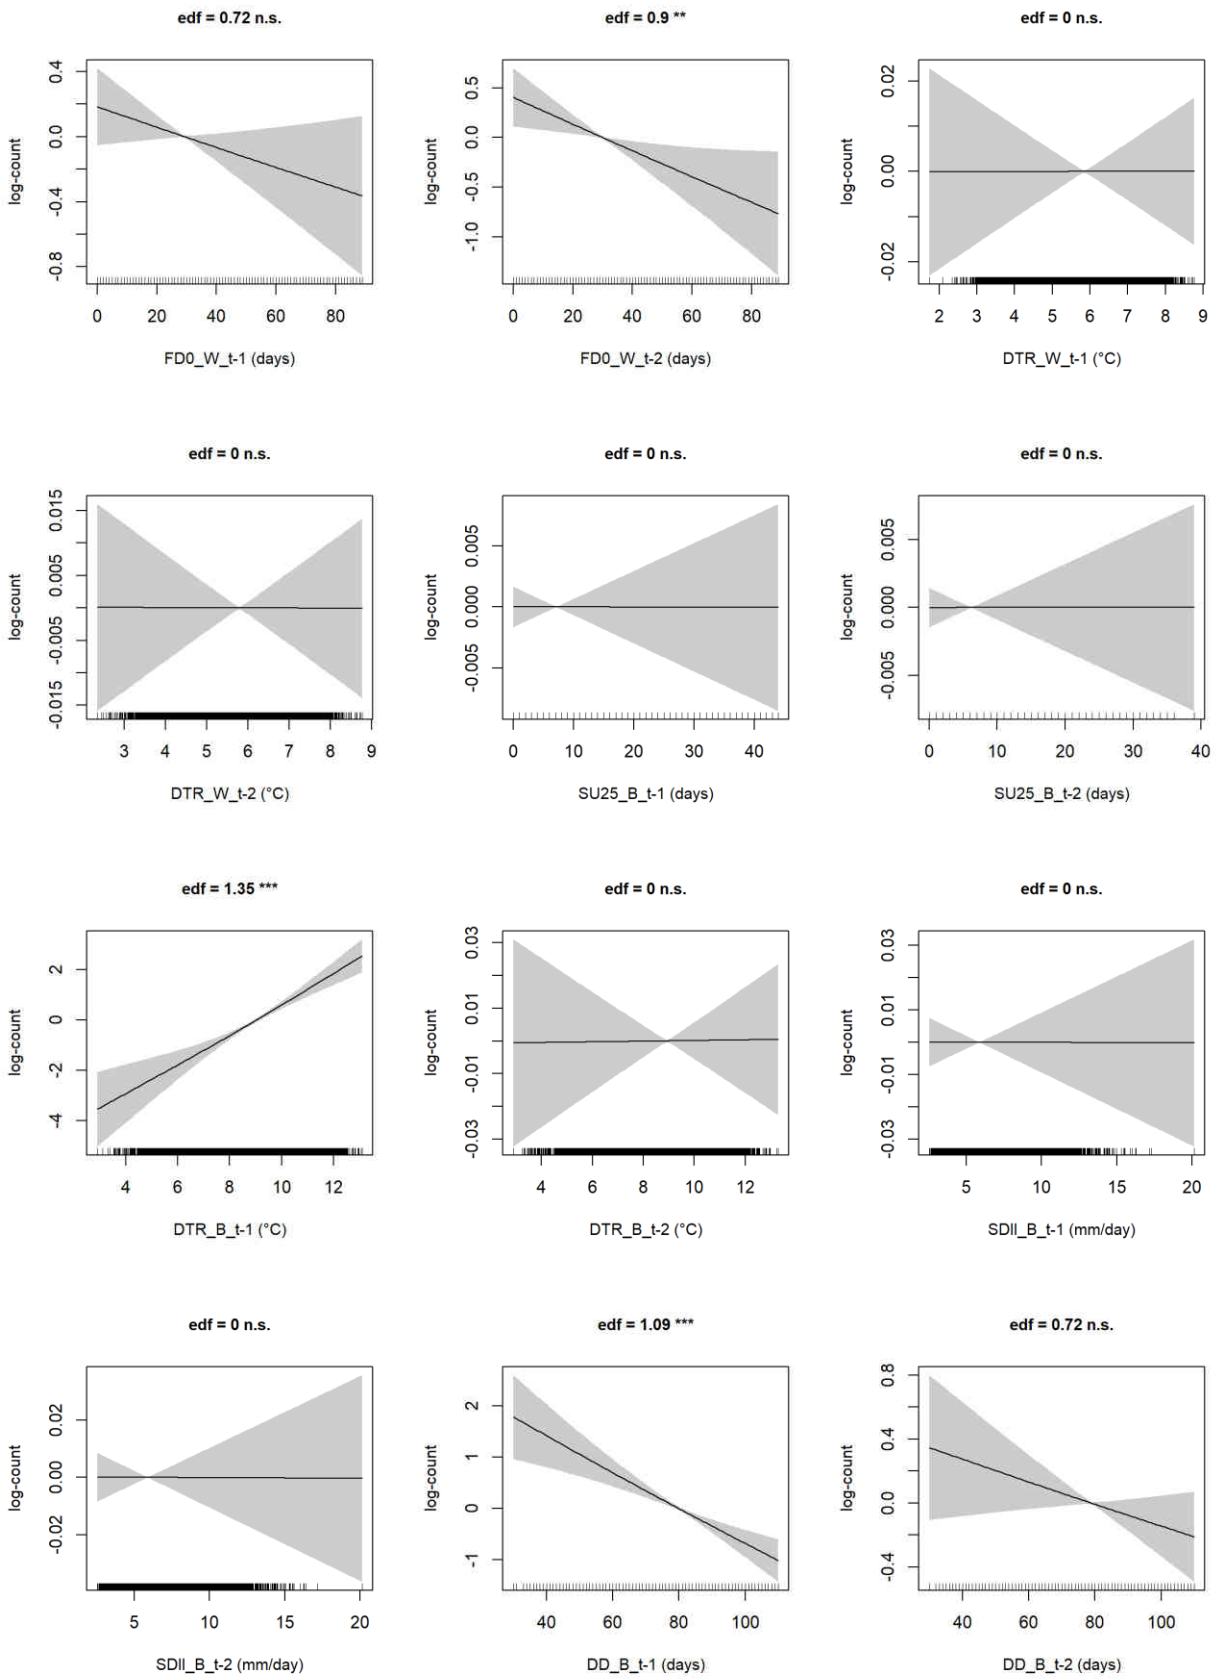 edf = 0.72 n.s.
edf = 0.9 **
edf = 0 n.s.
log-count
0.4
0.0
-0.4
-0.8
0 20 40 60 80
FD0_W_t-1 (days)
log-count
0.5
0.0
-0.5
-1.0
0 20 40 60 80
FD0_W_t-2 (days)
log-count
0.02
0.00
-0.02
2 3 4 5 6 7 8 9
DTR_W_t-1 (°C)
edf = 0 n.s.
edf = 0 n.s.
edf = 0 n.s.
log-count
0.015
0.005
-0.005
-0.015
3 4 5 6 7 8 9
DTR_W_t-2 (°C)
log-count
0.005
0.000
-0.005
0 10 20 30 40
SU25_B_t-1 (days)
log-count
0.005
0.000
-0.005
0 10 20 30 40
SU25_B_t-2 (days)
edf = 1.35 ***
edf = 0 n.s.
edf = 0 n.s.
log-count
2
0
-2
-4
4 6 8 10 12
DTR_B_t-1 (°C)
log-count
0.03
0.01
-0.01
-0.03
4 6 8 10 12
DTR_B_t-2 (°C)
log-count
0.03
0.01
-0.01
-0.03
5 10 15 20
SDII_B_t-1 (mm/day)
edf = 0 n.s.
edf = 1.09 ***
edf = 0.72 n.s.
log-count
0.02
0.00
-0.02
5 10 15 20
SDII_B_t-2 (mm/day)
log-count
2
1
0
-1
40 60 80 100
DD_B_t-1 (days)
log-count
0.8
0.4
0.0
-0.4
40 60 80 100
DD_B_t-2 (days)